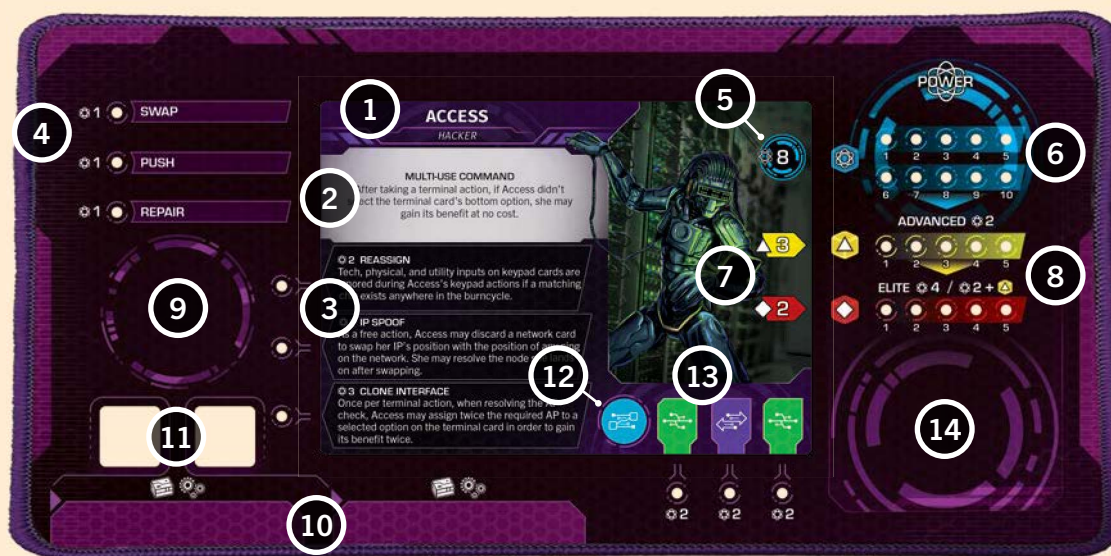 1
ACCESS
HACKER
5
POWER
4
1 SWAP
1 PUSH
1 REPAIR
2
MULTI-USE COMMAND
After taking a terminal action, if Access didn't
the terminal card's bottom option, she may
gain its benefit at no cost.
8
6
1 2 3 4 5
6 7 8 9 10
ADVANCED 2
1 2 3 4 5
ELITE 4 / 2 +
1 2 3 4 5
8
3
7
2
9
3
2 REASSIGN
Tech, physical, and utility inputs on keypad cards are
during Access's keypad actions if a matching
exists anywhere in the burncycle.
IP SPOOF
a free action, Access may discard a network card
to swap her IP's position with the position of
on the network. She may resolve the node
on after swapping.
3 CLONE INTERFACE
Once per terminal action, when resolving the
check, Access may assign twice the required AP to a
selected option on the terminal card in order to gain
its benefit twice.
12
13
14
11
10
2 2 2